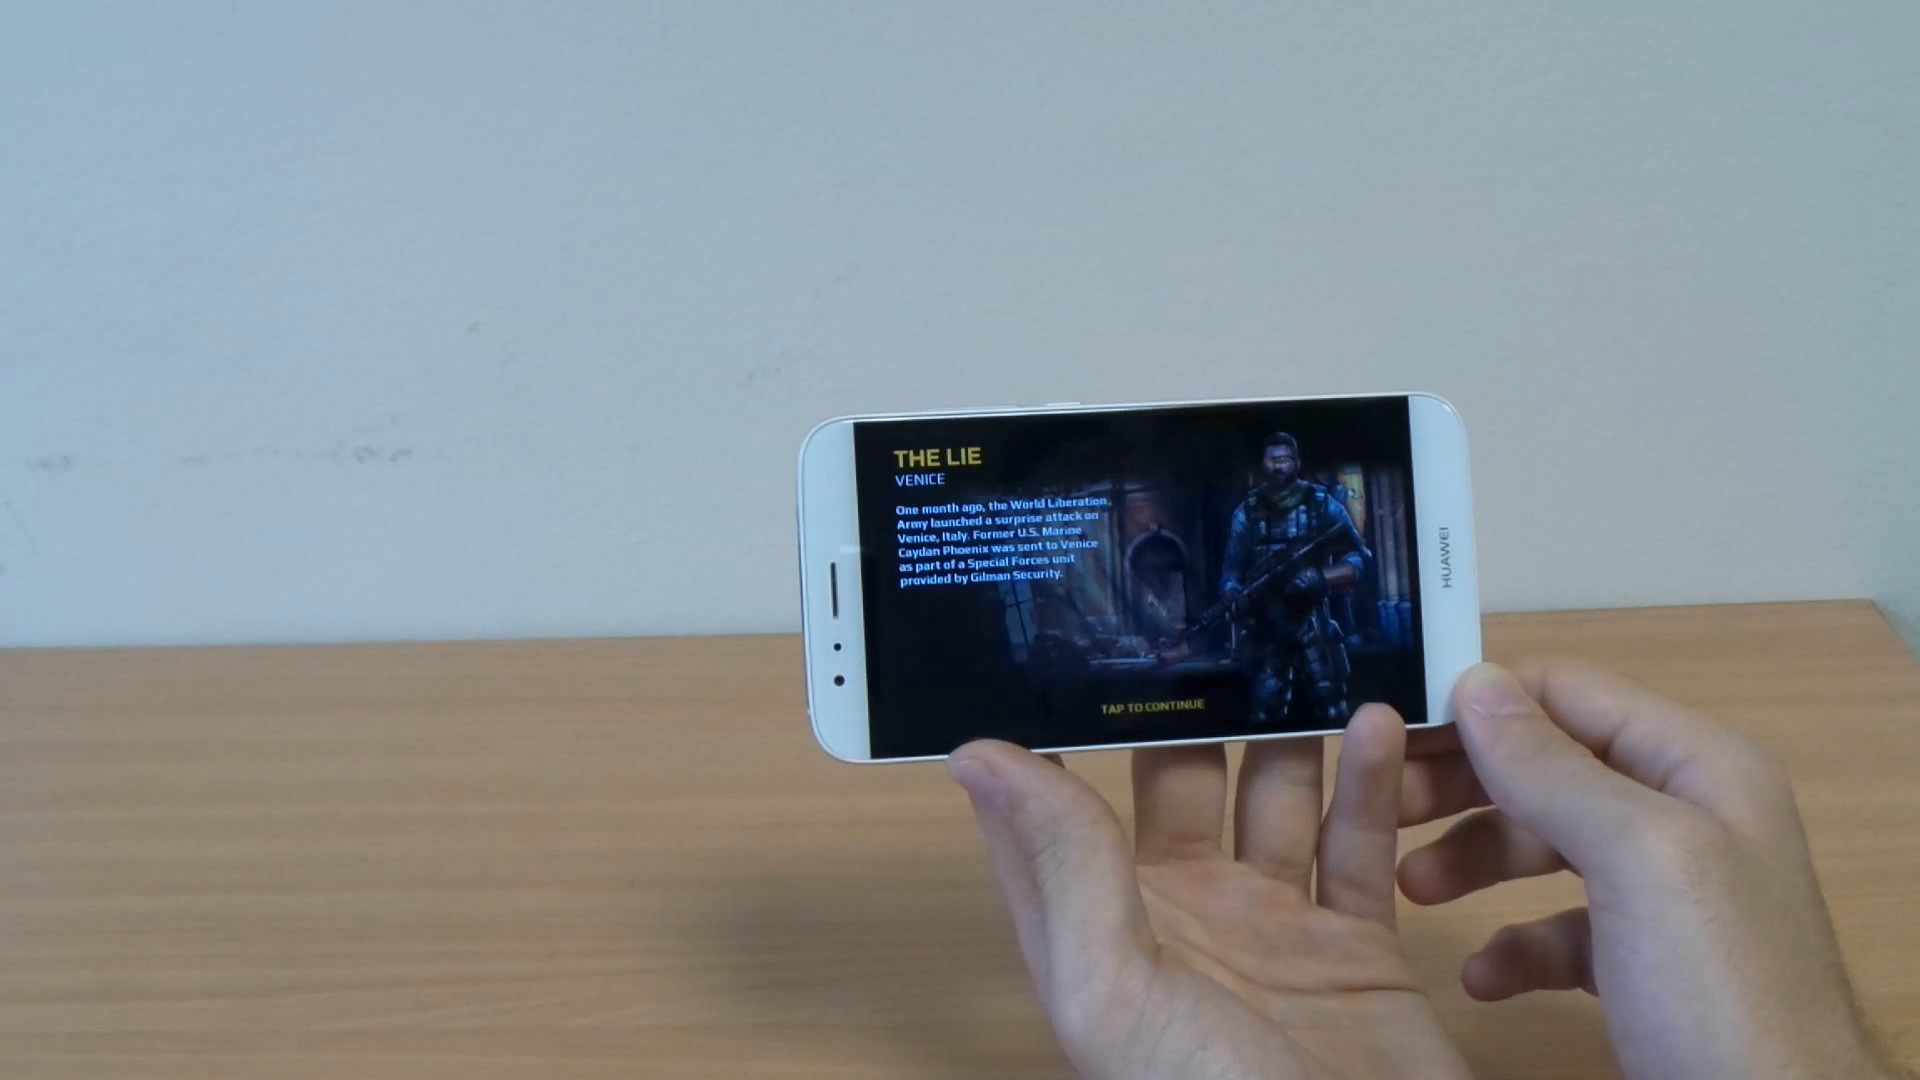 THE LIE
VENICE
One month ago, the World Liberation
Army launched a surprise attack on
Venice, Italy. Former U.S. Marine
Caydan Phoenix was sent to Venice
as part of a Special Forces unit
provided by Gilman Security.
TAP TO CONTINUE
HUAWEI